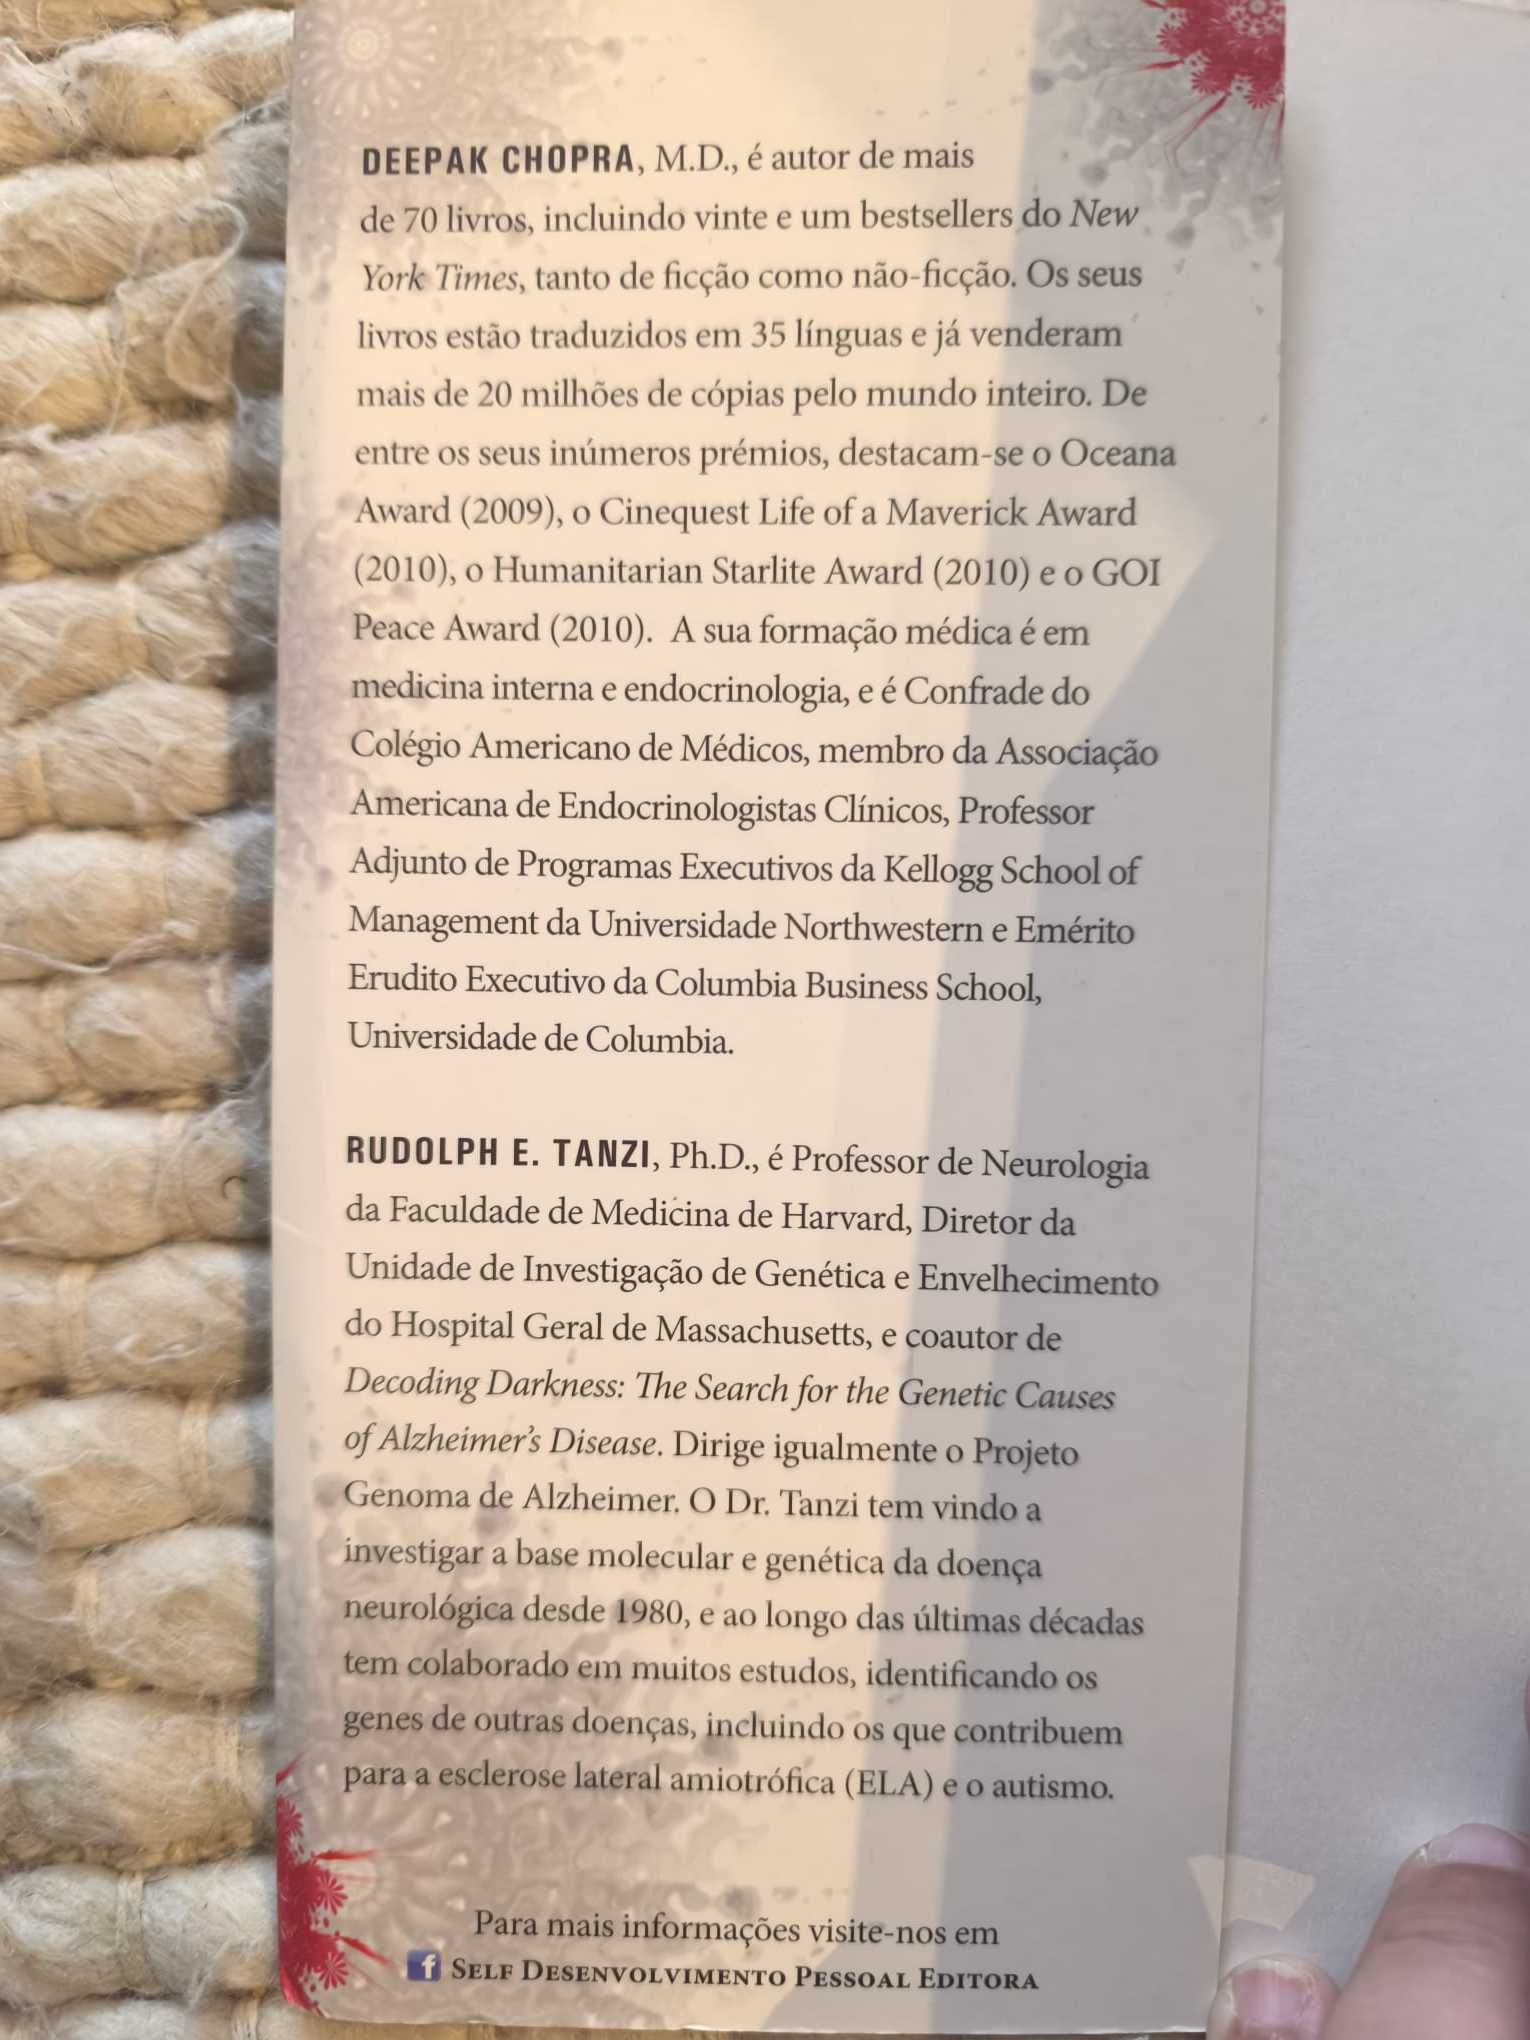 DEEPAK CHOPRA, M.D., é autor de mais
de 70 livros, incluindo vinte e um bestsellers do New
York Times, tanto de ficção como não-ficção. Os seus
livros estão traduzidos em 35 línguas e já venderam
mais de 20 milhões de cópias pelo mundo inteiro. De
entre os seus inúmeros prémios, destacam-se o Oceana
Award (2009), o Cinequest Life of a Maverick Award
(2010), o Humanitarian Starlite Award (2010) e o GOI
Peace Award (2010). A sua formação médica é em
medicina interna e endocrinologia, e é Confrade do
Colégio Americano de Médicos, membro da Associação
Americana de Endocrinologistas Clínicos, Professor
Adjunto de Programas Executivos da Kellogg School of
Management da Universidade Northwestern e Emérito
Erudito Executivo da Columbia Business School,
Universidade de Columbia.
RUDOLPH E. TANZI, Ph.D., é Professor de Neurologia
da Faculdade de Medicina de Harvard, Diretor da
Unidade de Investigação de Genética e Envelhecimento
do Hospital Geral de Massachusetts, e coautor de
Decoding Darkness: The Search for the Genetic Causes
of Alzheimer's Disease. Dirige igualmente o Projeto
Genoma de Alzheimer. O Dr. Tanzi tem vindo a
investigar a base molecular e genética da doença
neurológica desde 1980, e ao longo das últimas décadas
tem colaborado em muitos estudos, identificando os
genes de outras doenças, incluindo os que contribuem
para a esclerose lateral amiotrófica (ELA) e o autismo.
Para mais informações visite-nos em
f SELF DESENVOLVIMENTO PESSOAL EDITORA